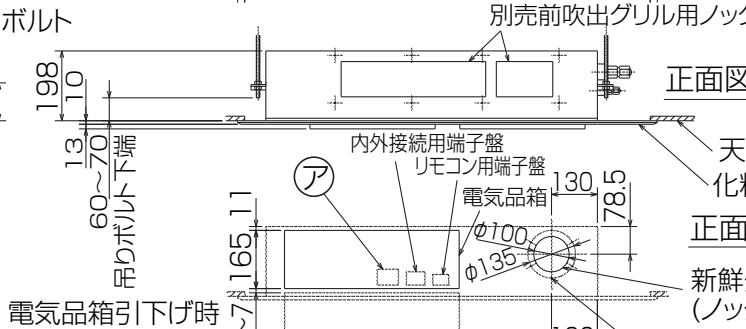 ボルト
別売前吹出グリル用ノック
198
10
正面図
13
60～70
吊りボルト下端
内外接続用端子盤
リモコン用端子盤
ア
電気品箱
130
78.5
天
化粧
正面
11
165
φ100
φ135
新鮮
(ノッ
電気品箱引下げ時